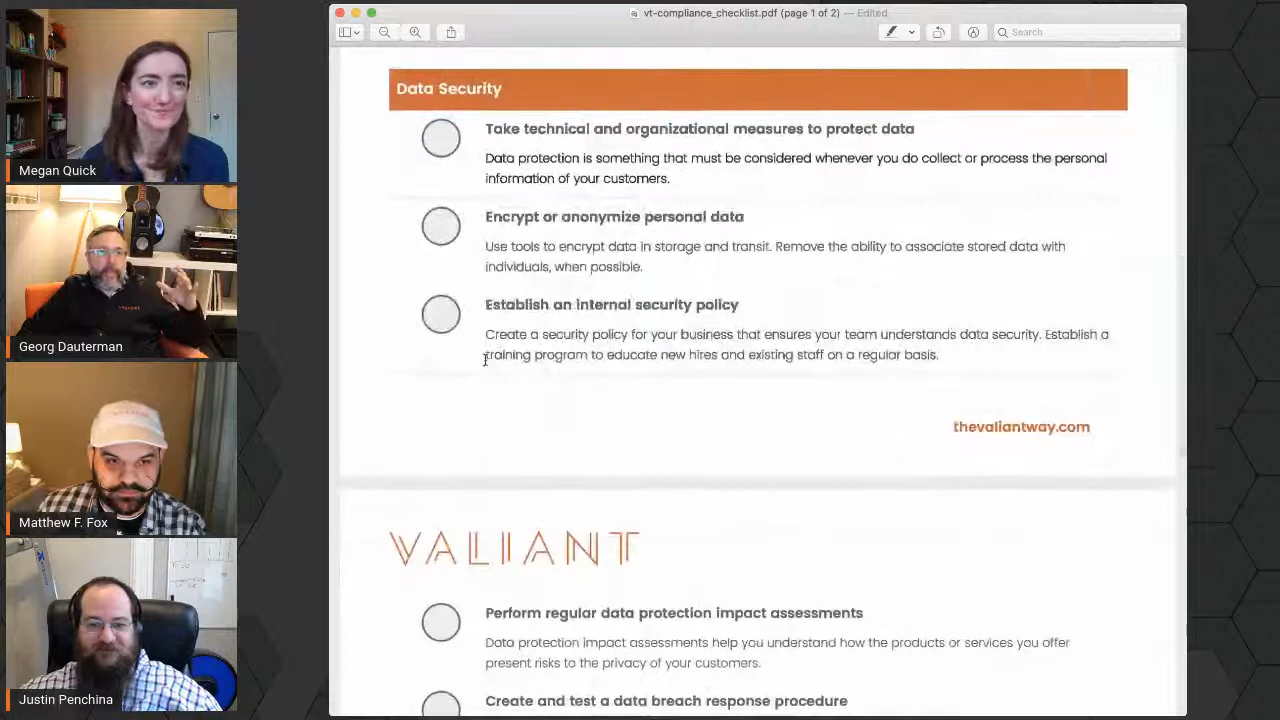 Megan Quick
Georg Dauterman
Matthew F. Fox
Justin Penchina
vt-compliance_checklist.pdf (page 1 of 2) — Edited
Search
Data Security
Take technical and organizational measures to protect data
Data protection is something that must be considered whenever you do collect or process the personal
information of your customers.
Encrypt or anonymize personal data
Use tools to encrypt data in storage and transit. Remove the ability to associate stored data with
individuals, when possible.
Establish an internal security policy
Create a security policy for your business that ensures your team understands data security. Establish a
training program to educate new hires and existing staff on a regular basis.
thevaliantway.com
VALIANT
Perform regular data protection impact assessments
Data protection impact assessments help you understand how the products or services you offer
present risks to the privacy of your customers.
Create and test a data breach response procedure